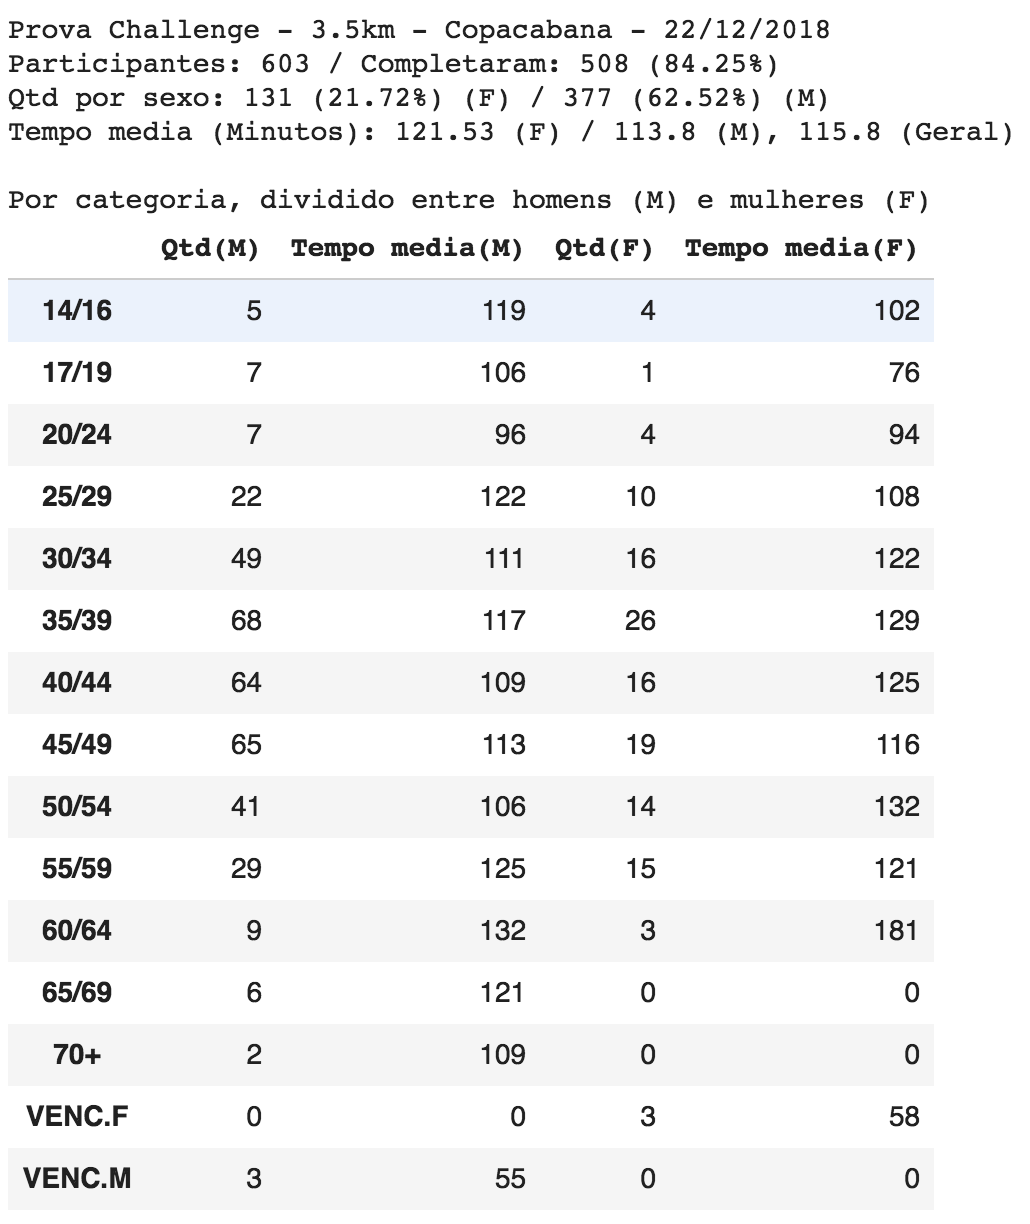 Prova Challenge - 3.5km - Copacabana - 22/12/2018
Participantes: 603 / Completaram: 508 (84.25%)
Qtd por sexo: 131 (21.72%) (F) / 377 (62.52%) (M)
Tempo media (Minutos): 121.53 (F) / 113.8 (M), 115.8 (Geral)
Por categoria, dividido entre homens (M) e mulheres (F)
Qtd(M) Tempo media(M) Qtd(F) Tempo media(F)
14/16 5 119 4 102
17/19 7 106 1 76
20/24 7 96 4 94
25/29 22 122 10 108
30/34 49 111 16 122
35/39 68 117 26 129
40/44 64 109 16 125
45/49 65 113 19 116
50/54 41 106 14 132
55/59 29 125 15 121
60/64 9 132 3 181
65/69 6 121 0 0
70+ 2 109 0 0
VENC.F 0 0 3 58
VENC.M 3 55 0 0